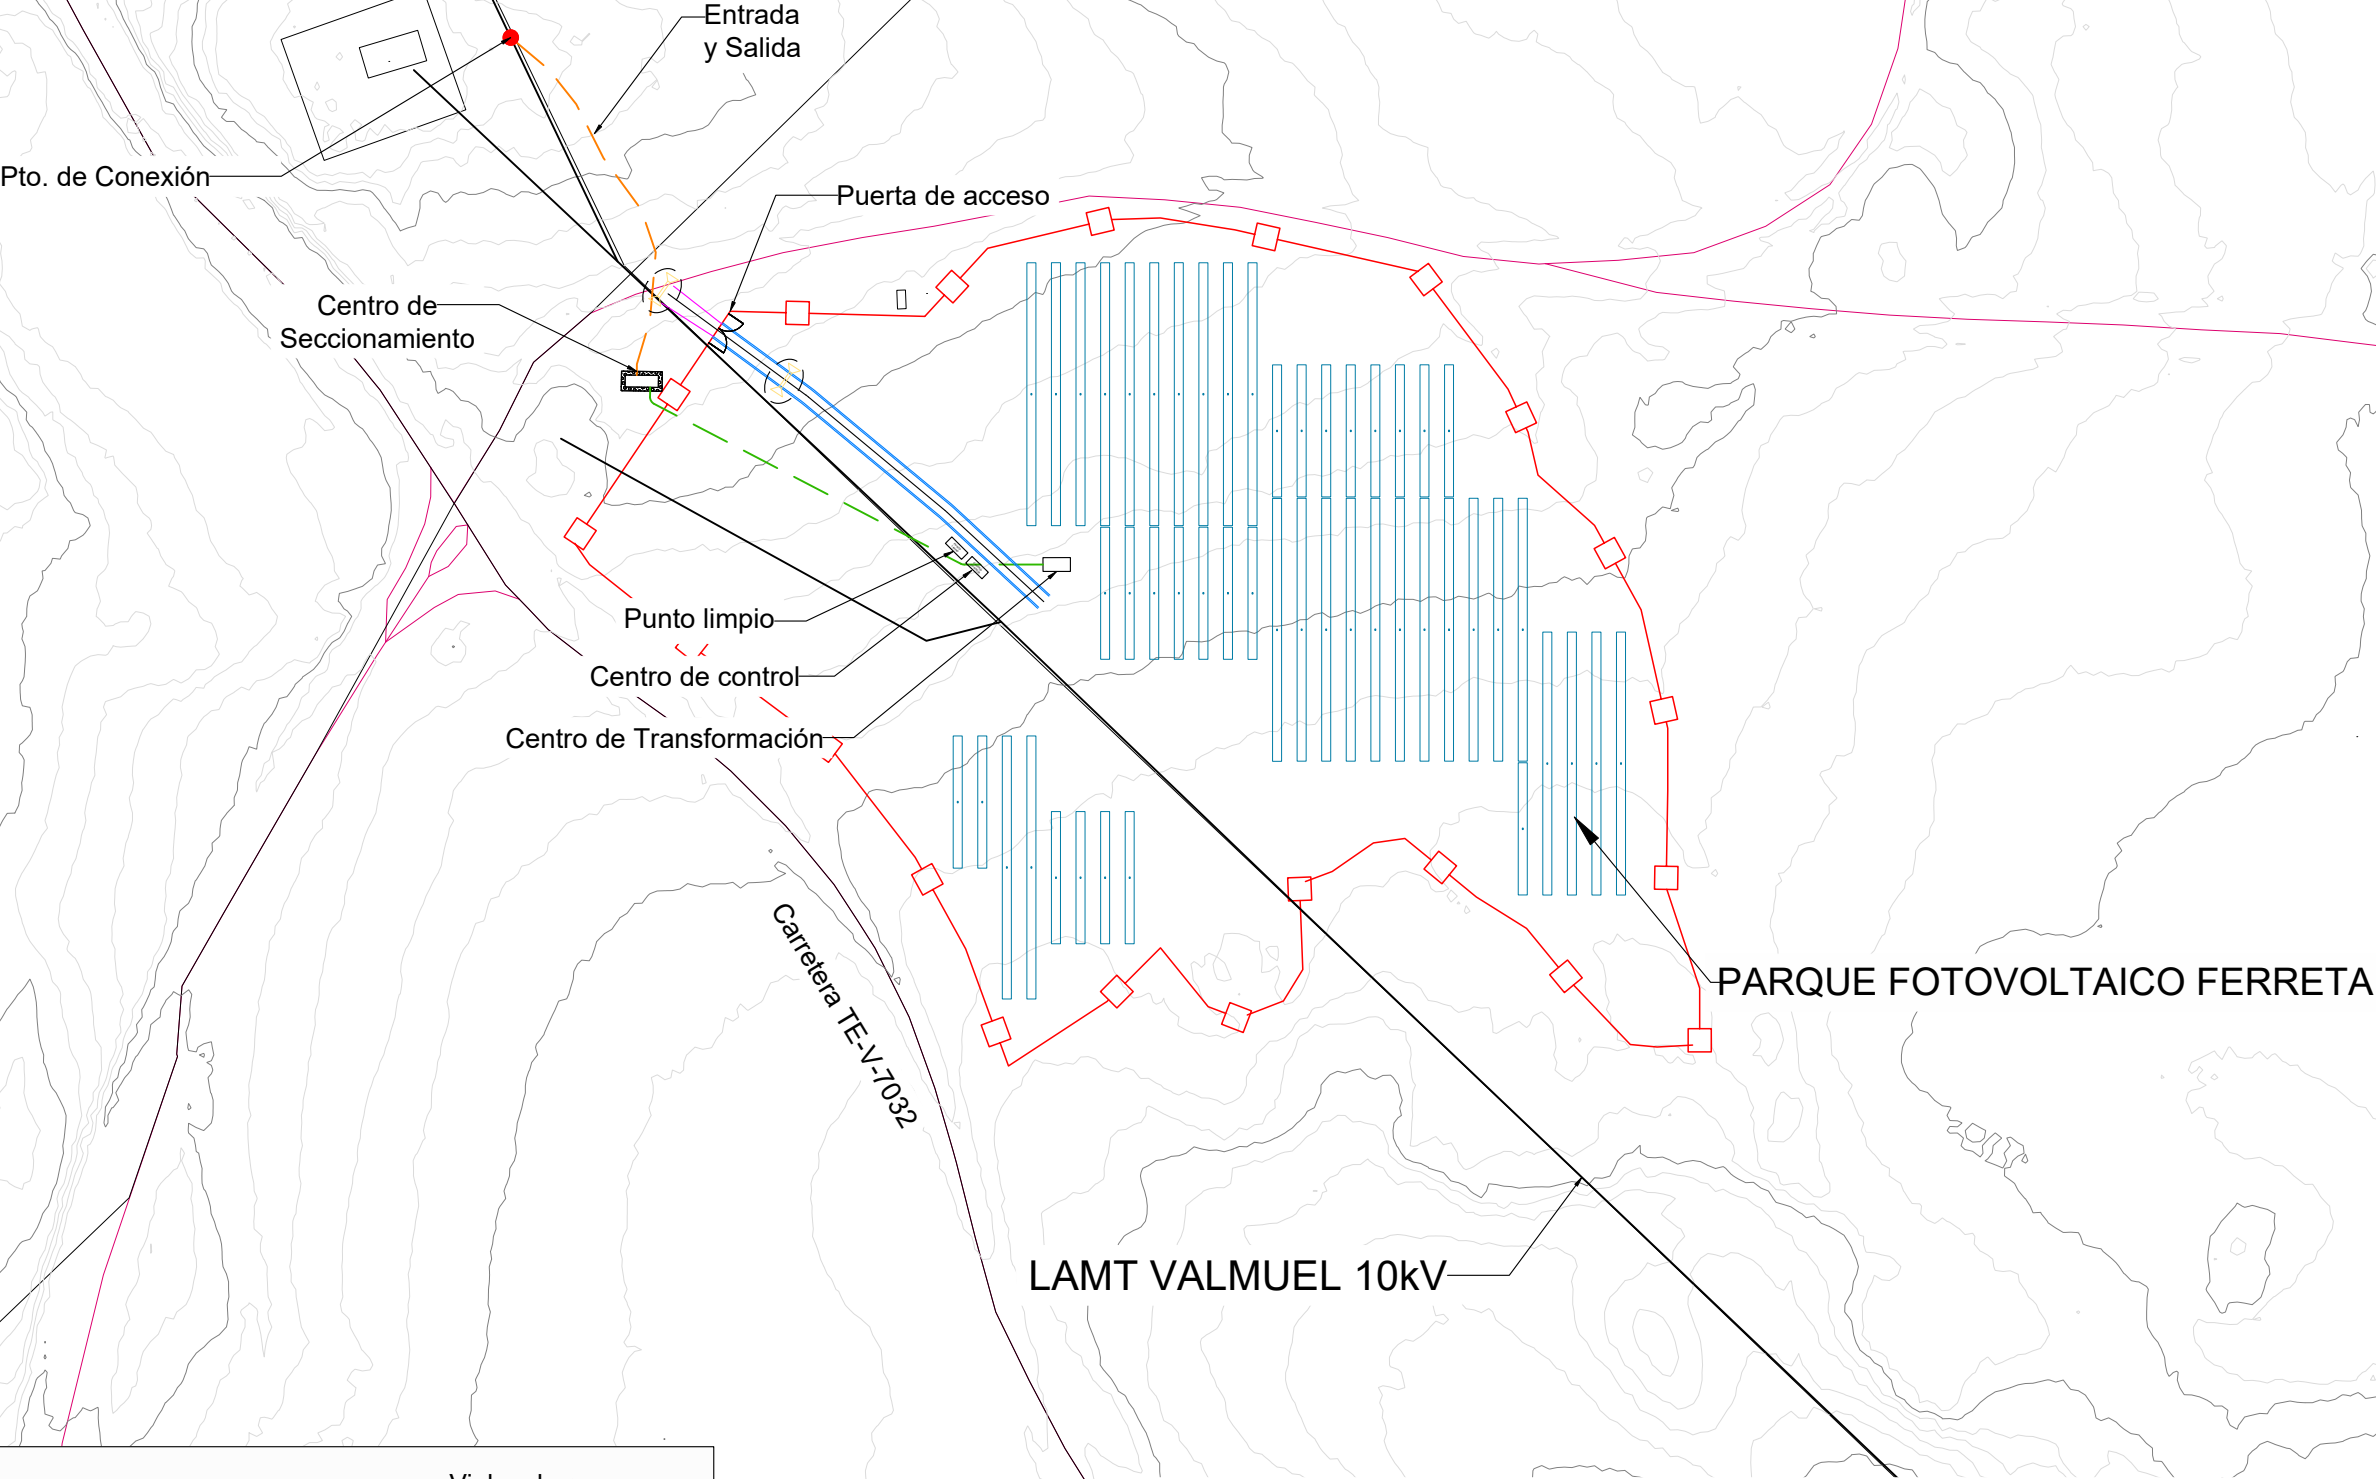 Entrada
y Salida
Pto. de Conexión
Puerta de acceso
Centro de
Seccionamiento
Punto limpio
Centro de control
Centro de Transformación
Carretera TE-V-7032
PARQUE FOTOVOLTAICO FERRETA
LAMT VALMUEL 10kV